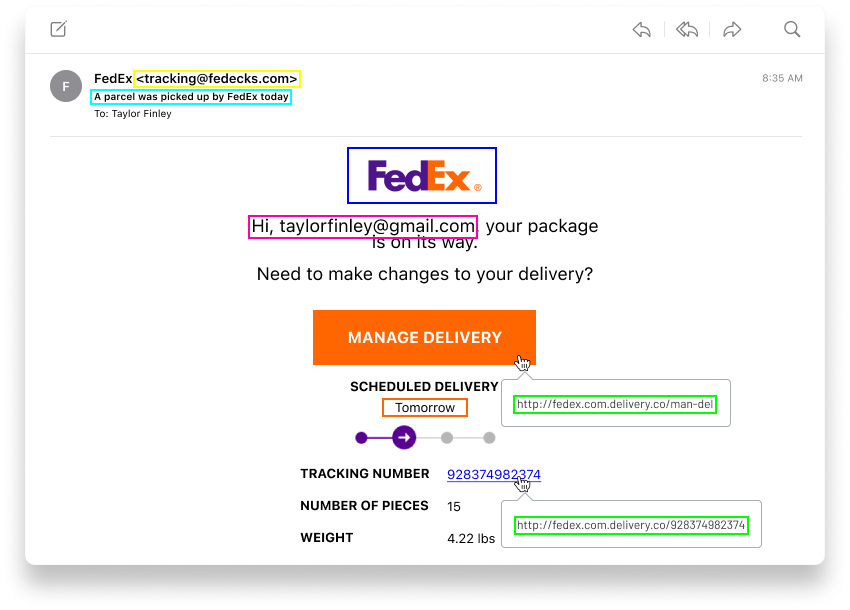 FedEx <tracking@fedecks.com>
8:35 AM
F
A parcel was picked up by FedEx today
To: Taylor Finley
FedEx®
Hi, taylorfinley@gmail.com, your package
is on its way.
Need to make changes to your delivery?
MANAGE DELIVERY
SCHEDULED DELIVERY
Tomorrow
http://fedex.com.delivery.co/man-del
TRACKING NUMBER 928374982374
NUMBER OF PIECES 15
http://fedex.com.delivery.co/928374982374
WEIGHT 4.22 lbs